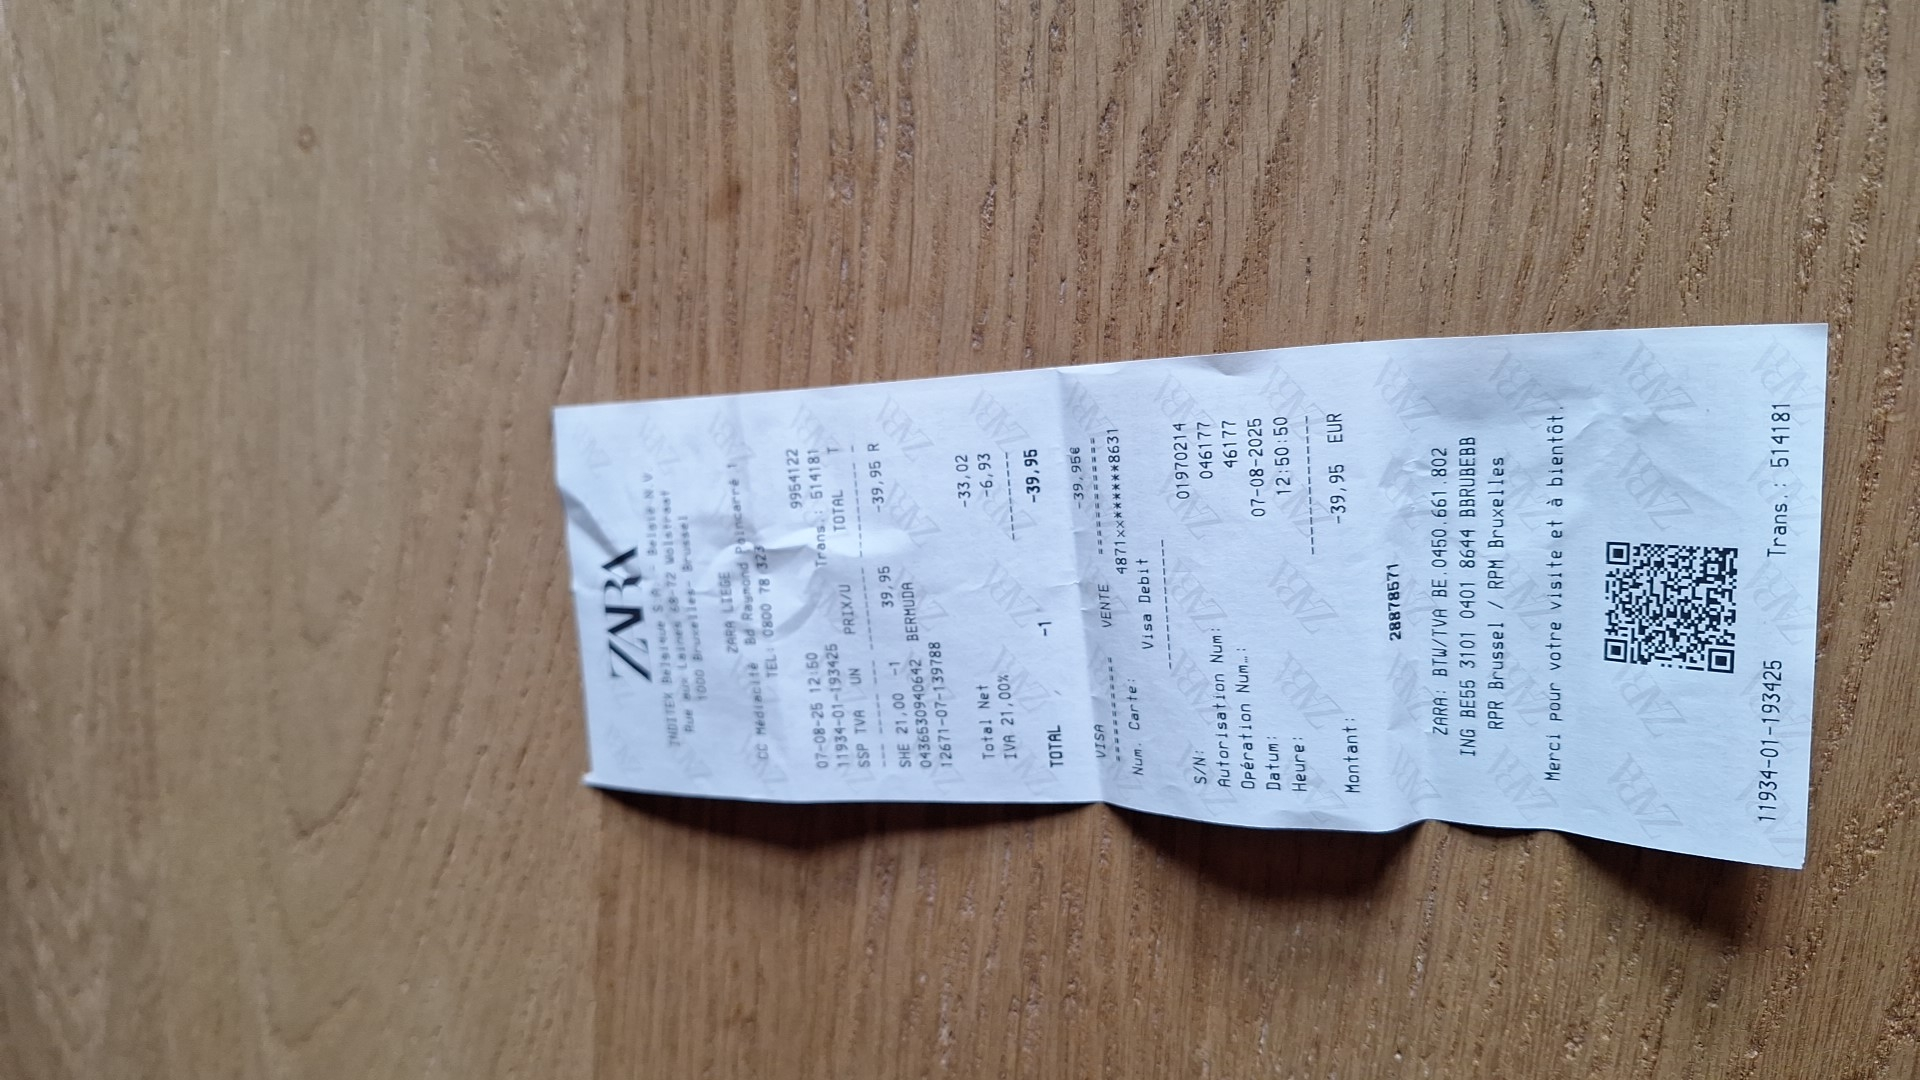 ZARA
INDITEX Belgique S.A. - België N.V
Rue aux Laines 68-72 Wolstraat
1000 Bruxelles- Brussel
ZARA LIEGE
CC Médiacité Bd Raymond Poincarré 1
TEL: 0800 78 323
07-08-25 12:50 9954122
11934-01-193425 Trans.: 514181
SSP TVA UN PRIX/U TOTAL T
SHE 21,00 -1 39,95 -39,95 R
0436530940642 BERMUDA
12671-07-139788
Total Net -33,02
IVA 21,00% -6,93
TOTAL -1 -39,95
VISA -39,95€
============ VENTE ============
Num. Carte: 4871xx******8631
Visa Debit
S/N: 01970214
Autorisation Num: 046177
Opération Num…: 46177
Datum: 07-08-2025
Heure: 12:50:50
Montant: -39,95 EUR
28878571
ZARA: BTW/TVA BE.0450.661.802
ING BE55 3101 0401 8644 BBRUBEBB
RPR Brussel / RPM Bruxelles
Merci pour votre visite et à bientôt.
11934-01-193425 Trans.: 514181